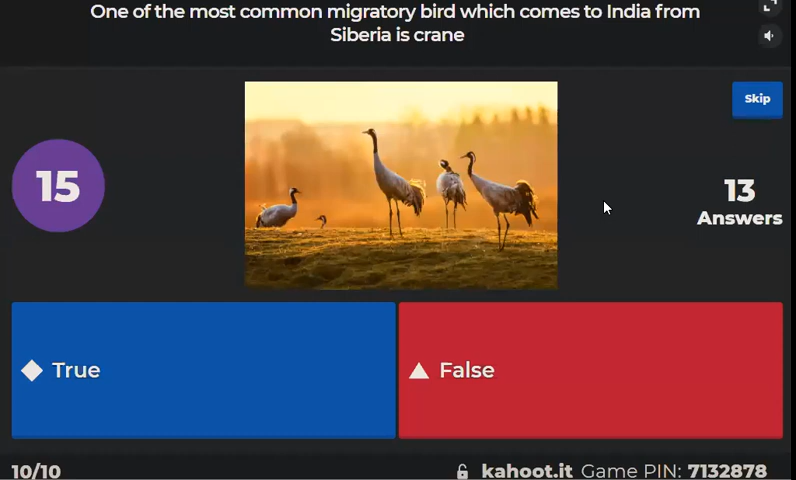 One of the most common migratory bird which comes to India from
Siberia is crane
Skip
15
13
Answers
True
False
10/10
kahoot.it Game PIN: 7132878